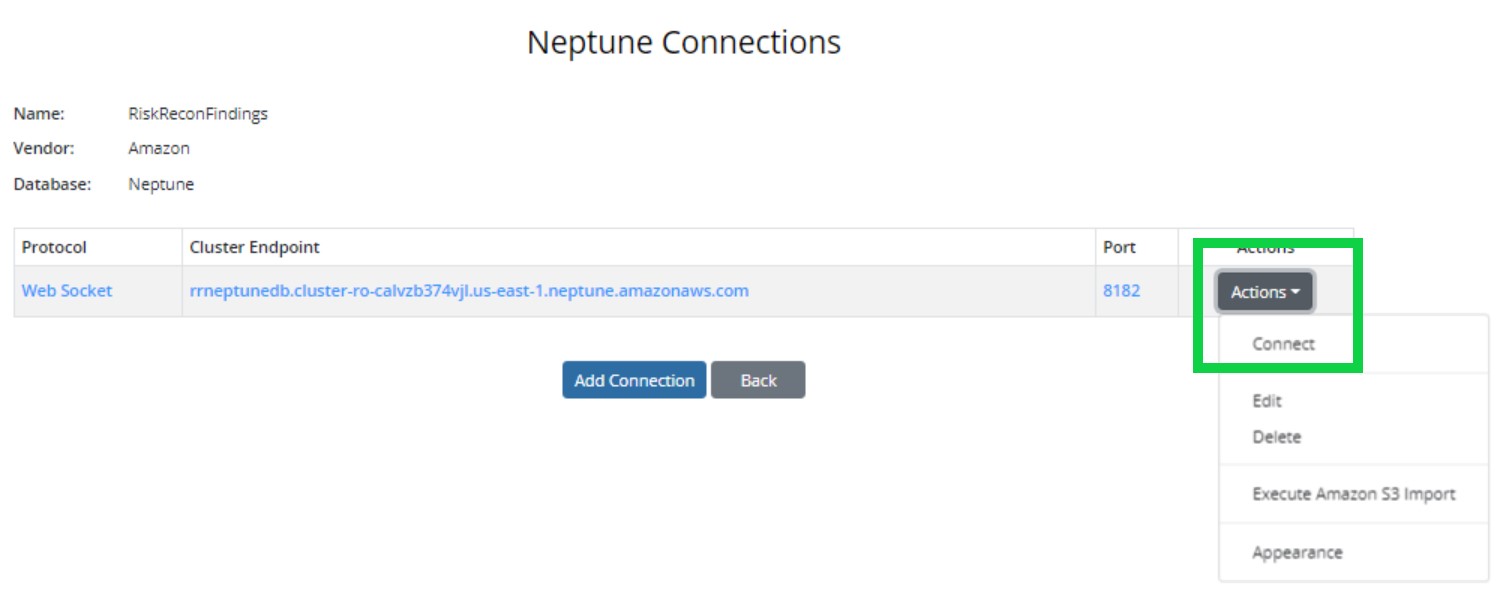 Neptune Connections
Name: RiskReconFindings
Vendor: Amazon
Database: Neptune
Protocol Cluster Endpoint Port Actions
Web Socket rrneptunedb.cluster-ro-calvzb374vjl.us-east-1.neptune.amazonaws.com 8182 Actions
Connect
Add Connection Back
Edit
Delete
Execute Amazon S3 Import
Appearance